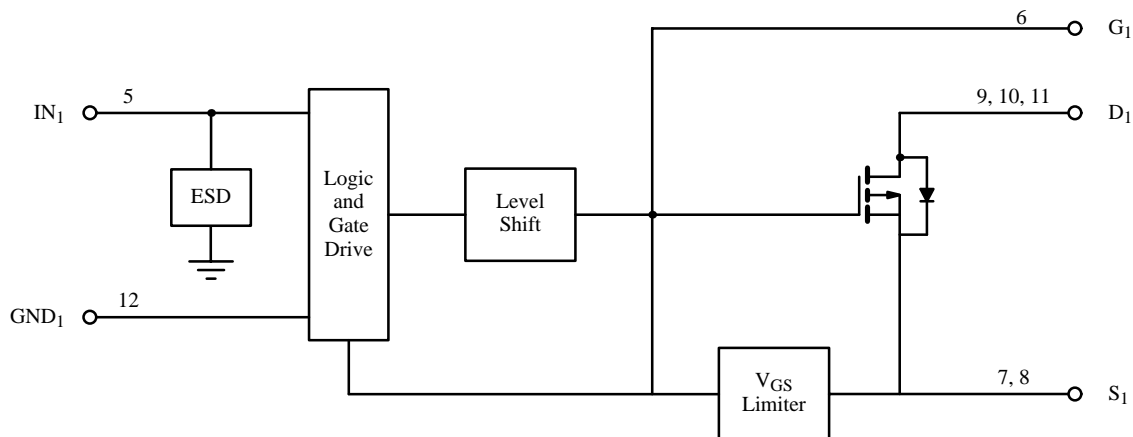 6
G1
5
9, 10, 11
IN1
D1
ESD
Logic
and
Gate
Drive
Level
Shift
12
GND1
VGS
Limiter
7, 8
S1